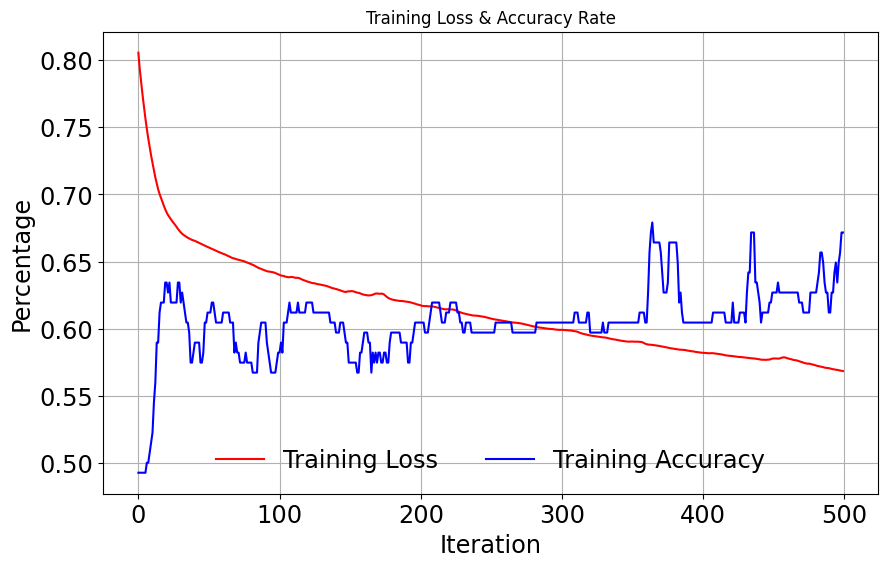 Training Loss & Accuracy Rate
Percentage
0.80
0.75
0.70
0.65
0.60
0.55
0.50
Training Loss
Training Accuracy
0
100
200
300
400
500
Iteration